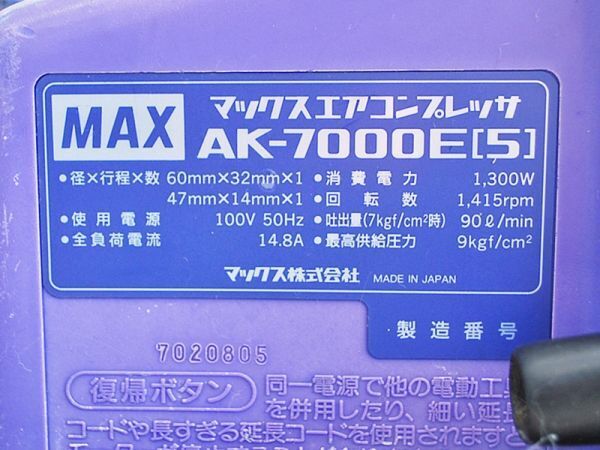 MAX
マックスエアコンプレッサ
AK-7000E[5]
•径×行程×数 60mm×32mm×1 •消費電力 1,300W
47mm×14mm×1 •回転数 1,415rpm
•使用電源 100V 50Hz •吐出量(7kgf/cm²時) 90ℓ/min
•全負荷電流 14.8A •最高供給圧力 9kgf/cm²
マックス株式会社 MADE IN JAPAN
製造番号
7020805
復帰ボタン 同一電源で他の電動工具
を併用したり、細い延長
コードや長すぎる延長コードを使用されますと